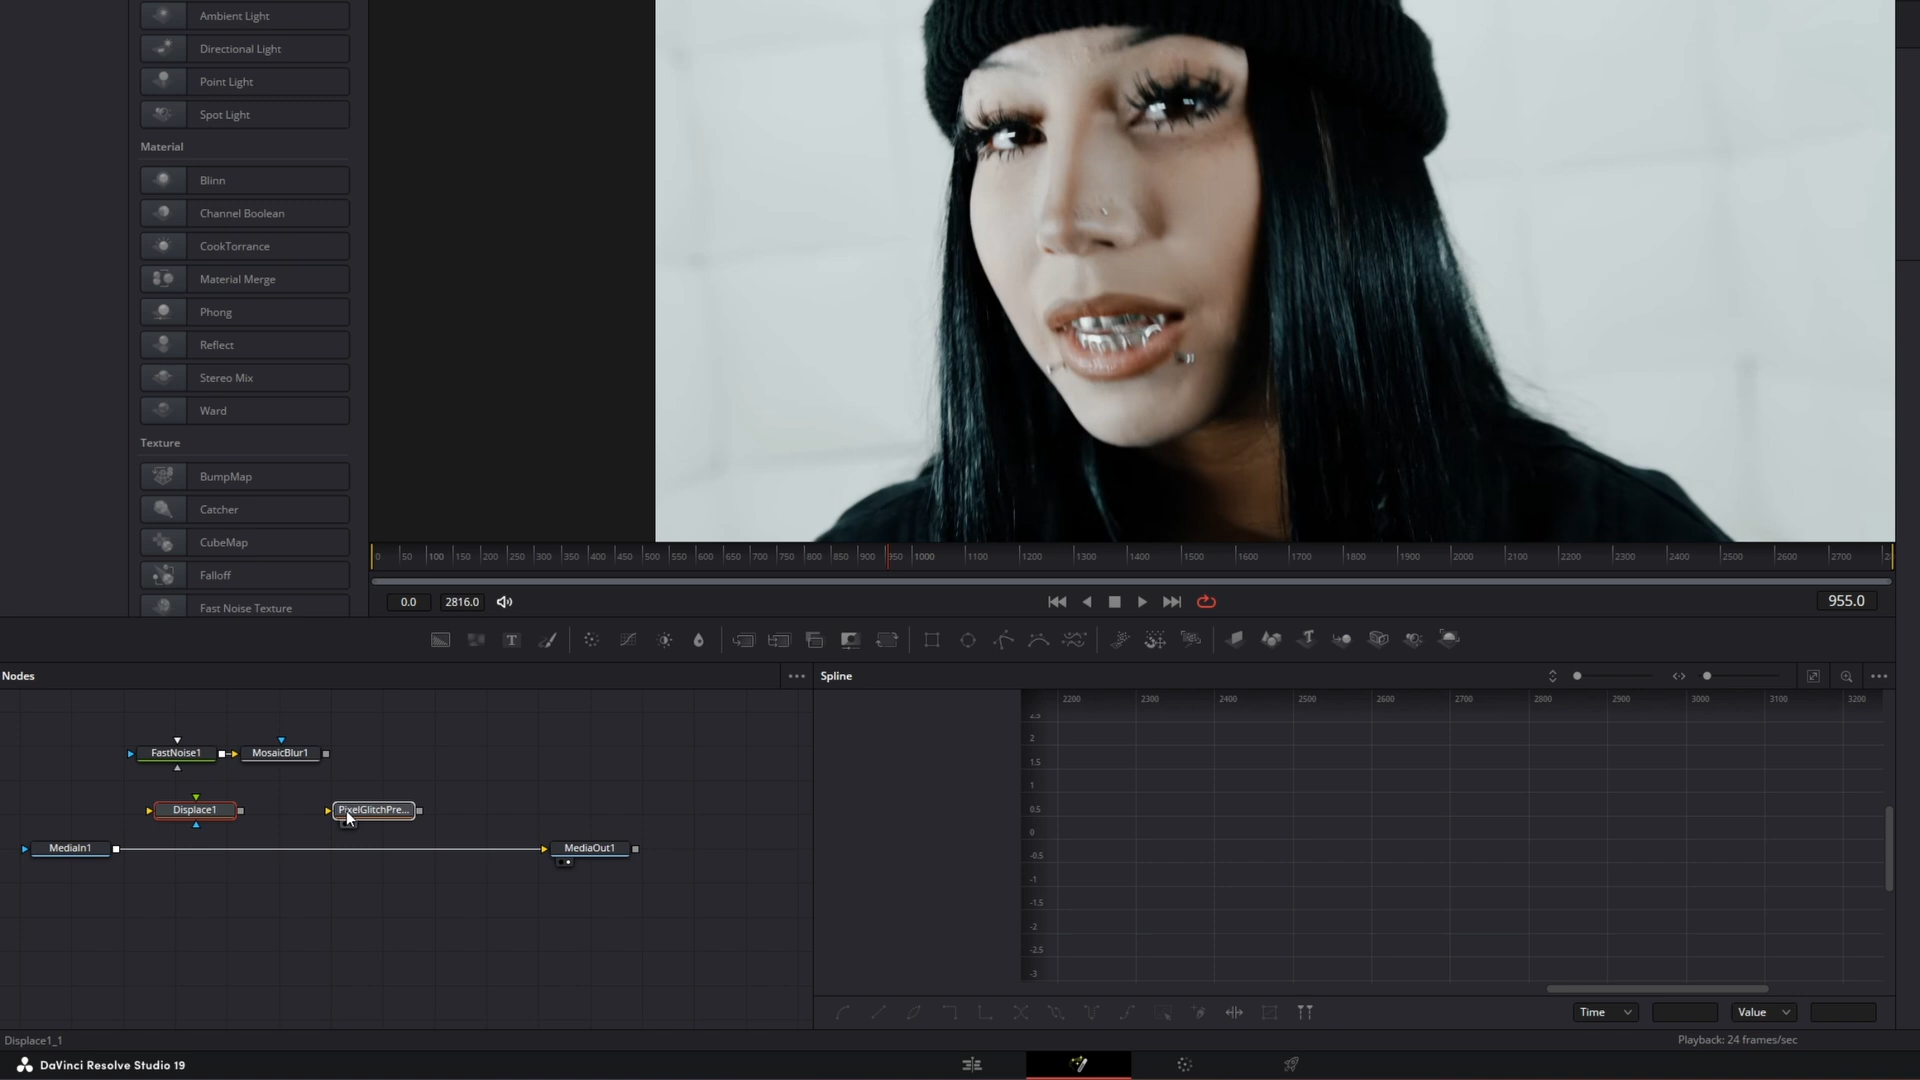 Ambient Light
Directional Light
Point Light
Spot Light
Material
Blinn
Channel Boolean
CookTorrance
Material Merge
Phong
Reflect
Stereo Mix
Ward
Texture
BumpMap
Catcher
CubeMap
Falloff
Fast Noise Texture
0 50 100 150 200 250 300 350 400 450 500 550 600 650 700 750 800 850 900 950 1000 1100 1200 1300 1400 1500 1600 1700 1800 1900 2000 2100 2200 2300 2400 2500 2600 2700
0.0 2816.0 955.0
T
Nodes
Spline
2200 2300 2400 2500 2600 2700 2800 2900 3000 3100 3200
2.5
2
1.5
1
0.5
0
-0.5
-1
-1.5
-2
-2.5
-3
FastNoise1
MosaicBlur1
Displace1
PixelGlitchPre...
MediaIn1
MediaOut1
Time
Value
Displace1_1
Playback: 24 frames/sec
DaVinci Resolve Studio 19